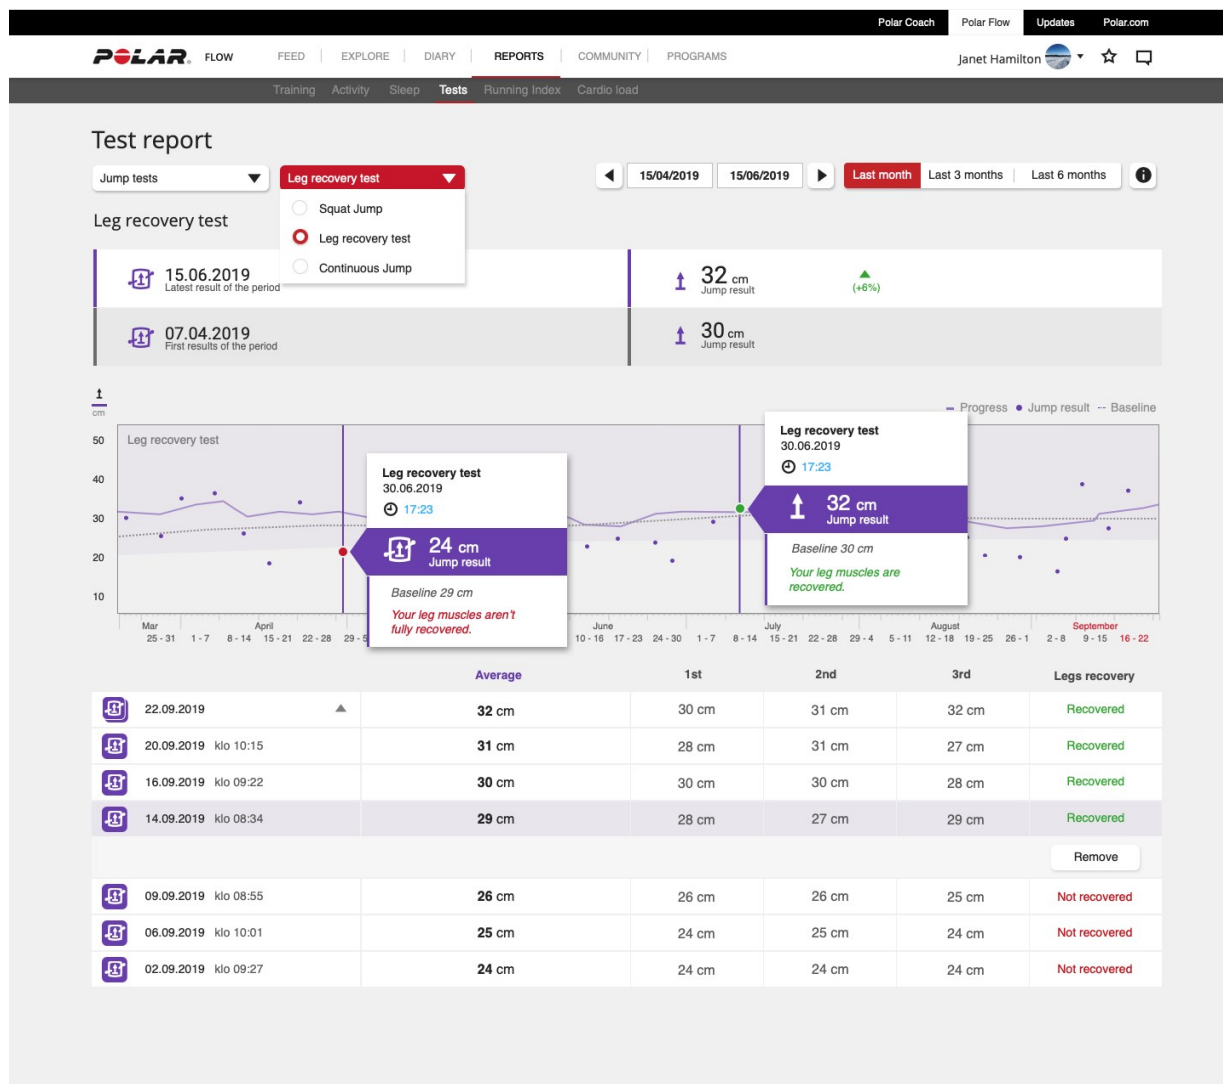 Polar Coach Polar Flow Updates Polar.com
POLAR. FLOW FEED EXPLORE DIARY REPORTS COMMUNITY PROGRAMS Janet Hamilton
Training Activity Sleep Tests Running Index Cardio load
Test report
Jump tests Leg recovery test 15/04/2019 15/06/2019 Last month Last 3 months Last 6 months
Squat Jump
Leg recovery test
Continuous Jump
Leg recovery test
15.06.2019
Latest result of the period
32 cm
Jump result
(+6%)
07.04.2019
First results of the period
30 cm
Jump result
cm
Progress Jump result Baseline
Leg recovery test
50
40
30
20
10
Leg recovery test
30.06.2019
17:23
24 cm
Jump result
Baseline 29 cm
Your leg muscles aren't
fully recovered.
Leg recovery test
30.06.2019
17:23
32 cm
Jump result
Baseline 30 cm
Your leg muscles are
recovered.
Mar April June July August September
25 - 31 1 - 7 8 - 14 15 - 21 22 - 28 29 - 5 10 - 16 17 - 23 24 - 30 1 - 7 8 - 14 15 - 21 22 - 28 29 - 4 5 - 11 12 - 18 19 - 25 26 - 1 2 - 8 9 - 15 16 - 22
Average 1st 2nd 3rd Legs recovery
22.09.2019 32 cm 30 cm 31 cm 32 cm Recovered
20.09.2019 klo 10:15 31 cm 28 cm 31 cm 27 cm Recovered
16.09.2019 klo 09:22 30 cm 30 cm 30 cm 28 cm Recovered
14.09.2019 klo 08:34 29 cm 28 cm 27 cm 29 cm Recovered
Remove
09.09.2019 klo 08:55 26 cm 26 cm 26 cm 25 cm Not recovered
06.09.2019 klo 10:01 25 cm 24 cm 25 cm 24 cm Not recovered
02.09.2019 klo 09:27 24 cm 24 cm 24 cm 24 cm Not recovered